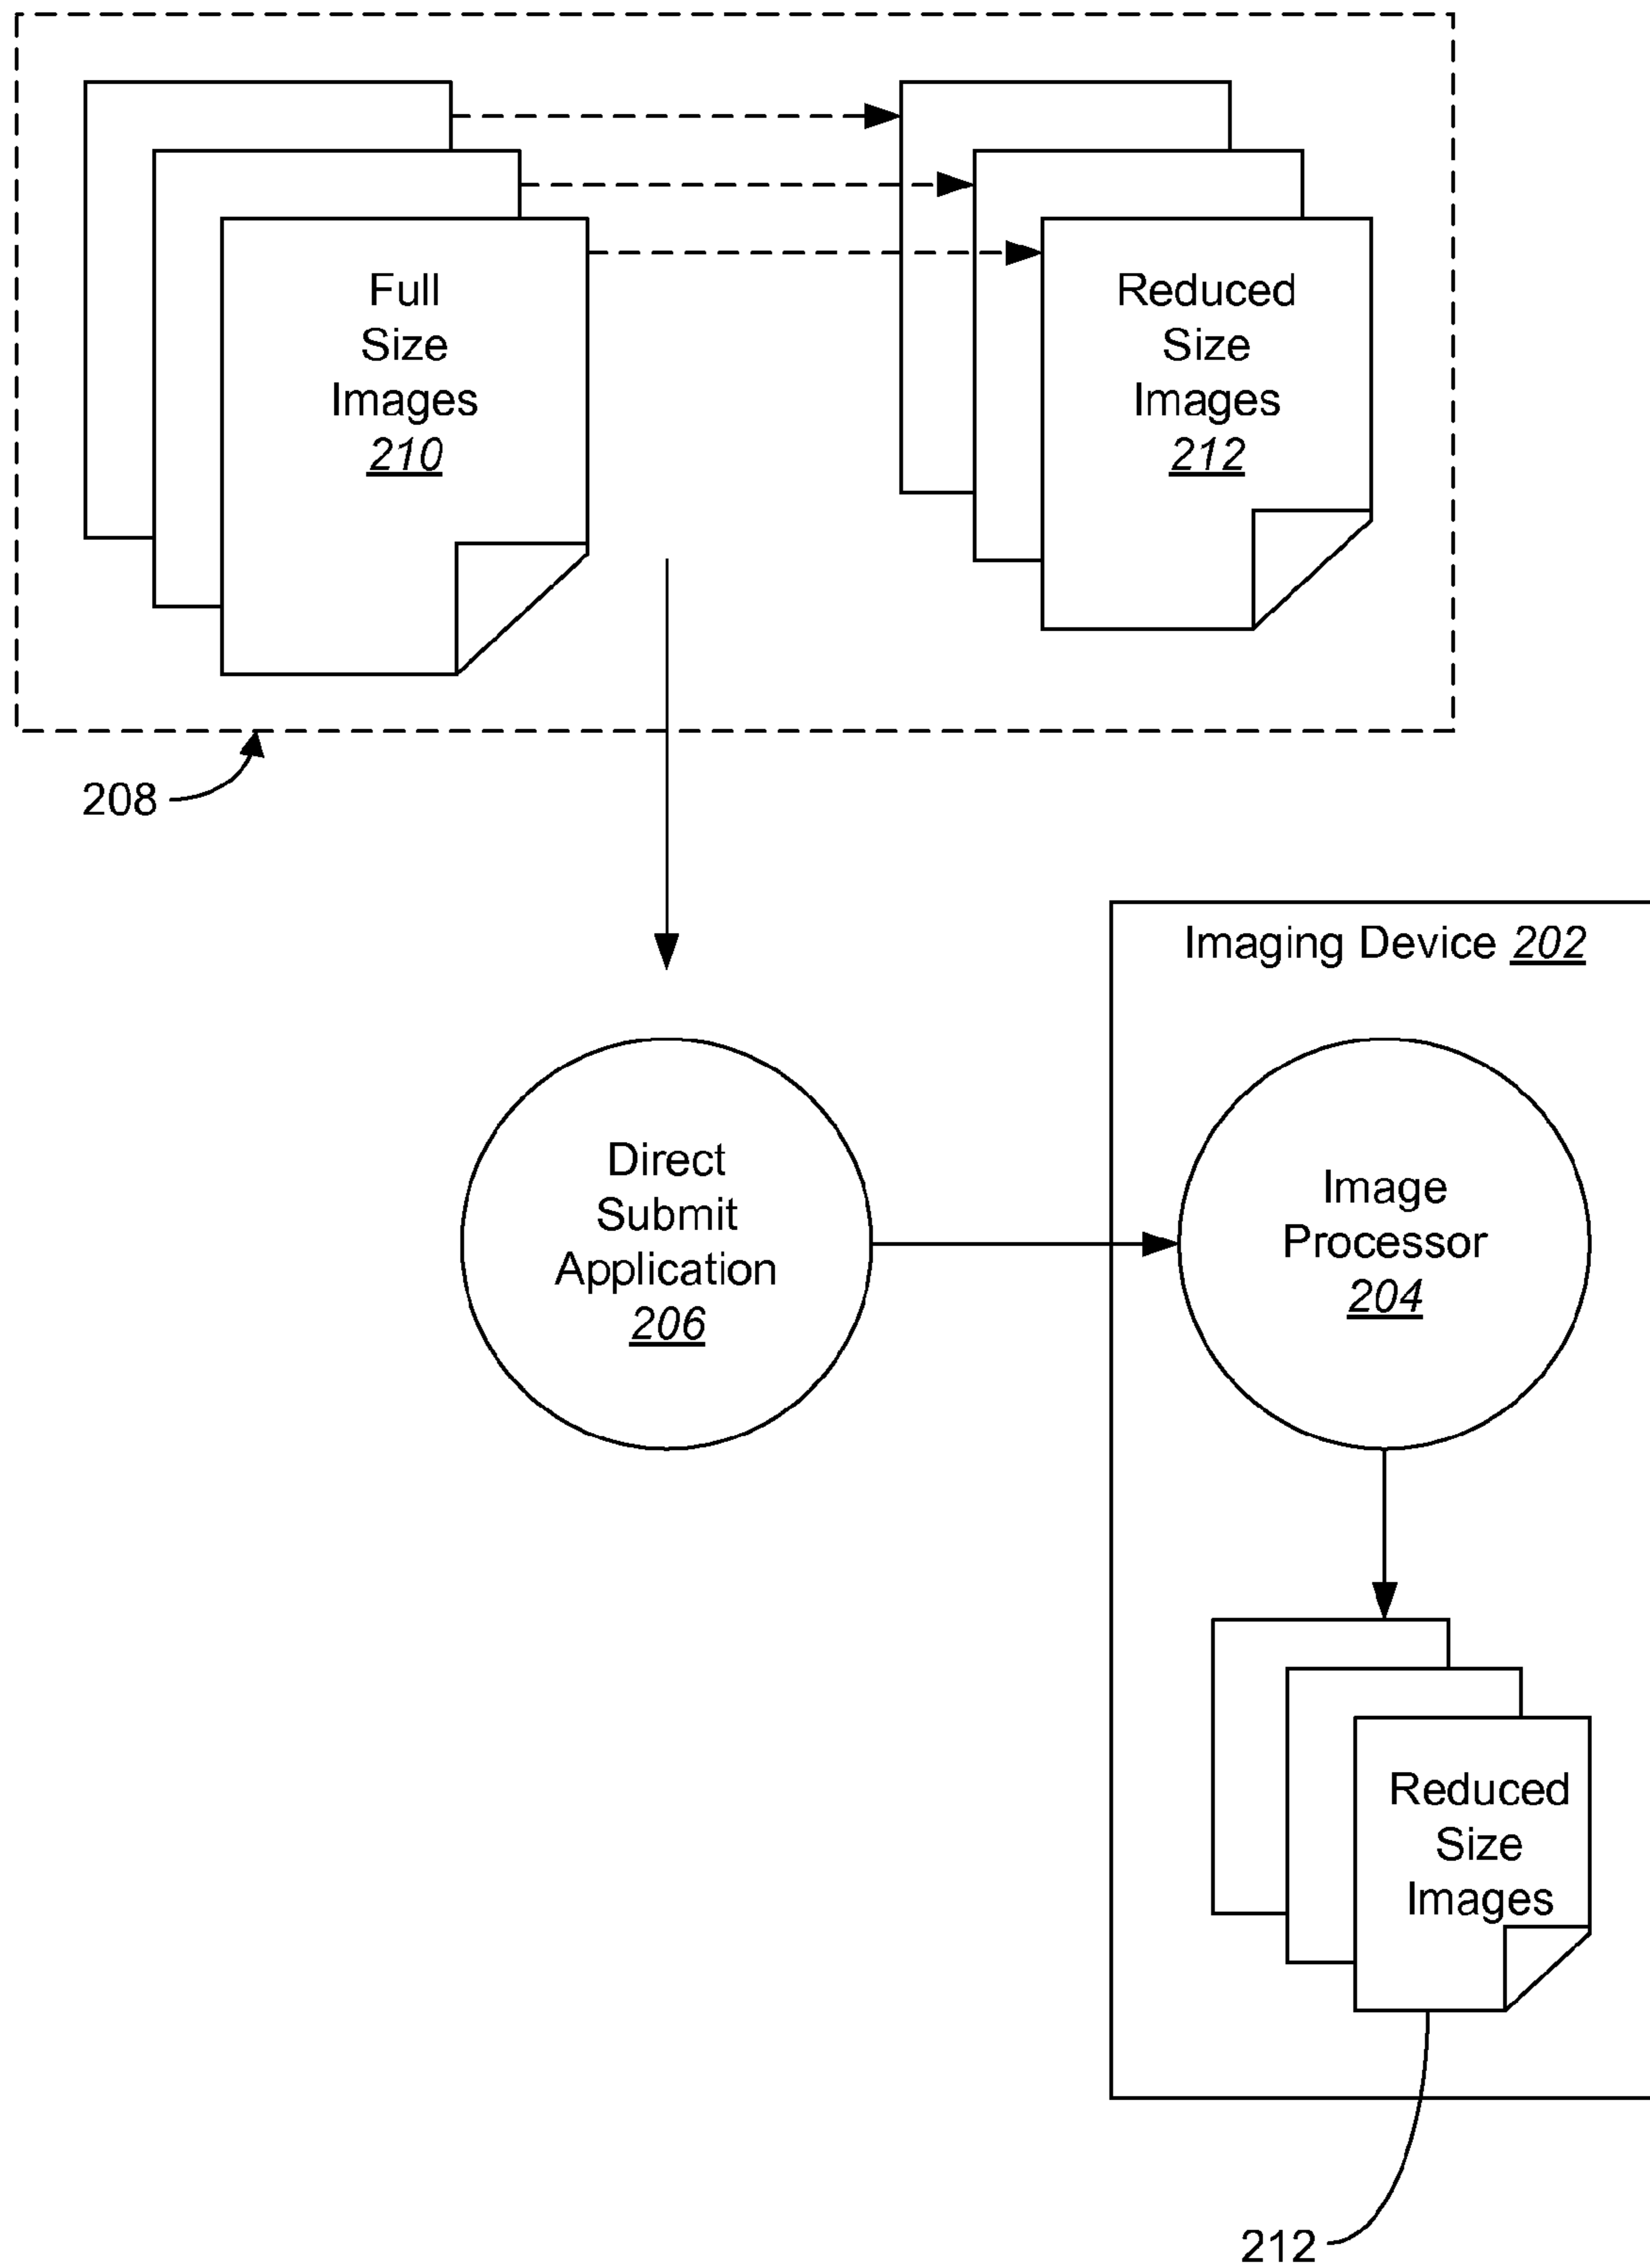 Full
Size
Images
210
Reduced
Size
Images
212
208
Imaging Device 202
Direct
Submit
Application
206
Image
Processor
204
Reduced
Size
Images
212